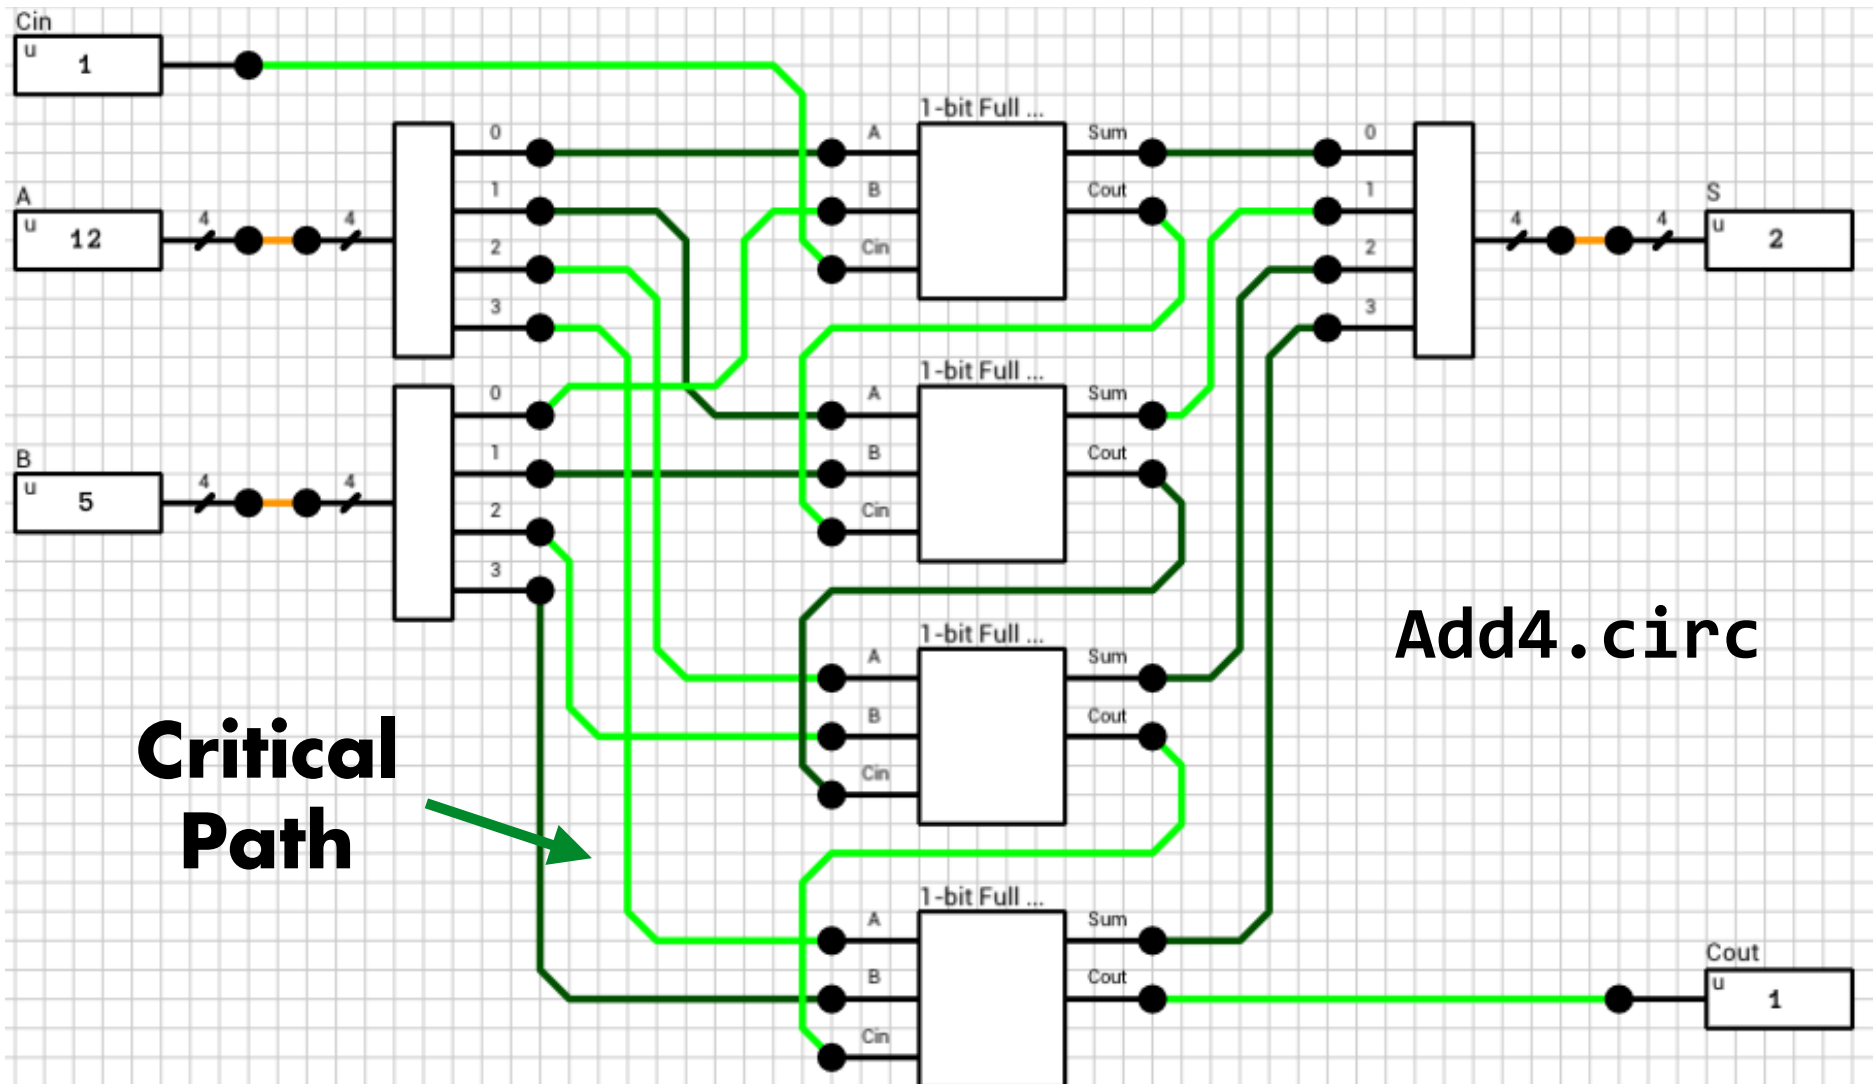 Cin
u 1
A
u 12
4 4
0
1
2
3
B
u 5
4 4
0
1
2
3
1-bit Full ...
A
B
Cin
Sum
Cout
1-bit Full ...
A
B
Cin
Sum
Cout
1-bit Full ...
A
B
Cin
Sum
Cout
1-bit Full ...
A
B
Cin
Sum
Cout
0
1
2
3
4 4
S
u 2
Add4.circ
Critical
Path
Cout
u 1